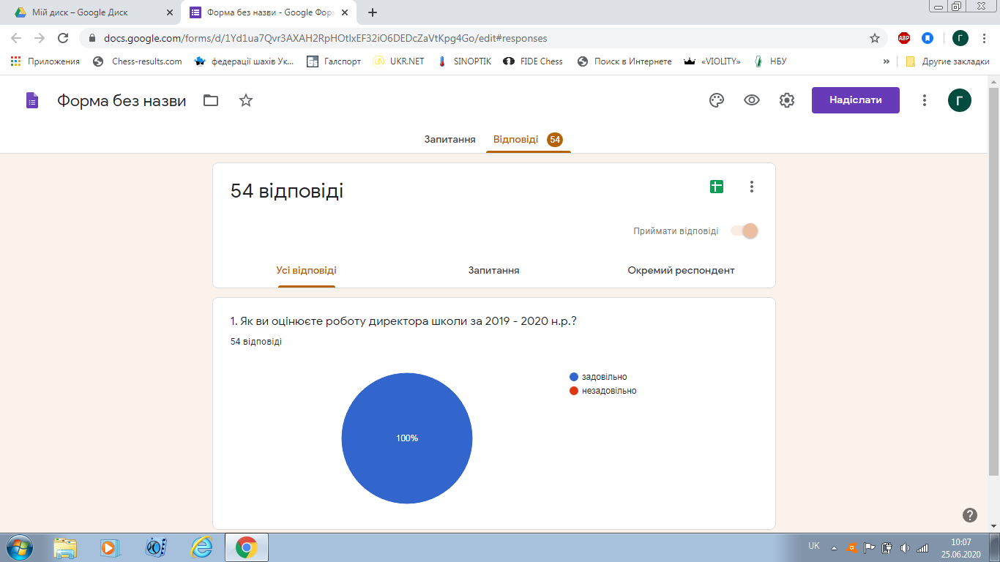 Мій диск – Google Диск
Форма без назви - Google Фор
docs.google.com/forms/d/1Yd1ua7Qvr3AXAH2RpHOtIxEF32iO6DEDcZaVtKpg4Go/edit#responses
ABP
Г
Приложения
Chess-results.com
федерації шахів Ук...
Галспорт
UKR.NET
SINOPTIK
FIDE Chess
Поиск в Интернете
«VIOLITY»
НБУ
»
Другие закладки
Форма без назви
Надіслати
Г
Запитання
Відповіді 54
54 відповіді
Приймати відповіді
Усі відповіді
Запитання
Окремий респондент
1. Як ви оцінюєте роботу директора школи за 2019 - 2020 н.р.?
54 відповіді
задовільно
незадовільно
100%
UK
10:07
25.06.2020